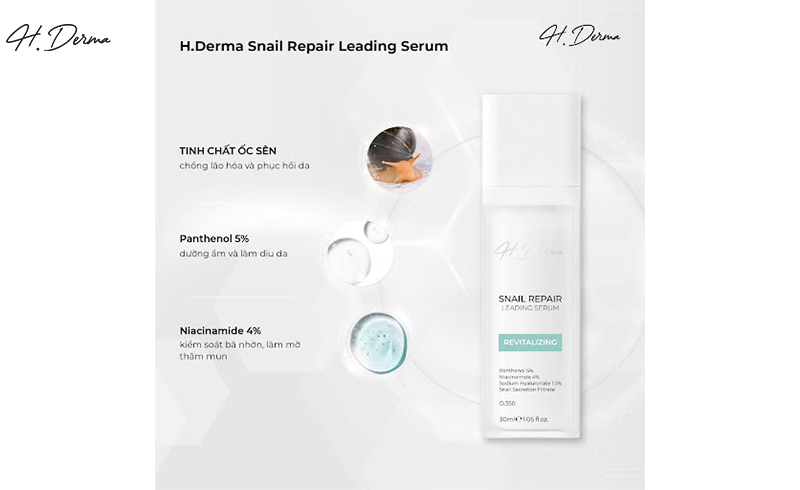 H. Derma
H.Derma Snail Repair Leading Serum
H. Derma
TINH CHẤT ỐC SÊN
chống lão hóa và phục hồi da
Panthenol 5%
dưỡng ẩm và làm dịu da
Niacinamide 4%
kiểm soát bã nhờn, làm mờ
thâm mụn
H. Derma
SNAIL REPAIR
LEADING SERUM
REVITALIZING
Panthenol 5%
Niacinamide 4%
Sodium Hyaluronate 1.5%
Snail Secretion Filtrate
D.350
30ml℮1.05 fl.oz.